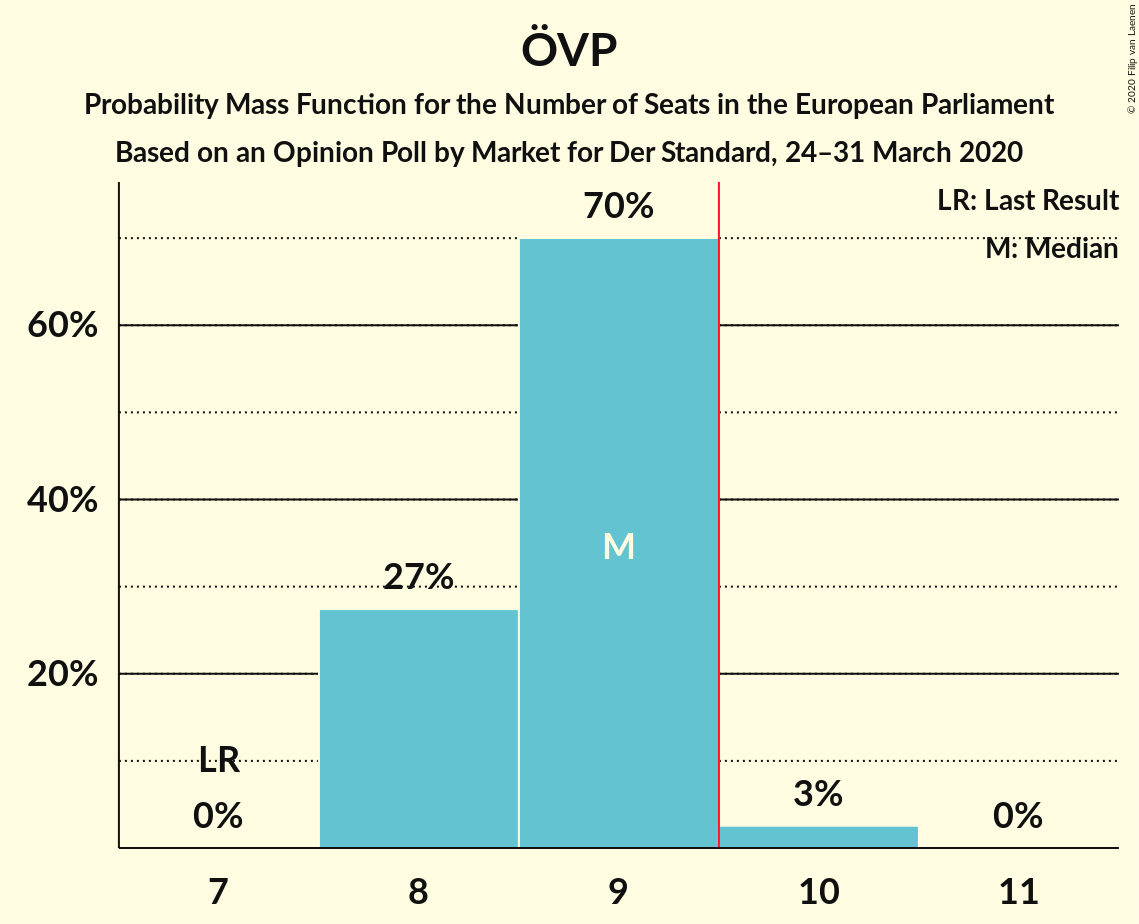 ÖVP
Probability Mass Function for the Number of Seats in the European Parliament
Based on an Opinion Poll by Market for Der Standard, 24–31 March 2020
© 2020 Filip van Laenen
LR: Last Result
M: Median
70%
60%
40%
20%
27%
M
LR
0%
3%
0%
7
8
9
10
11